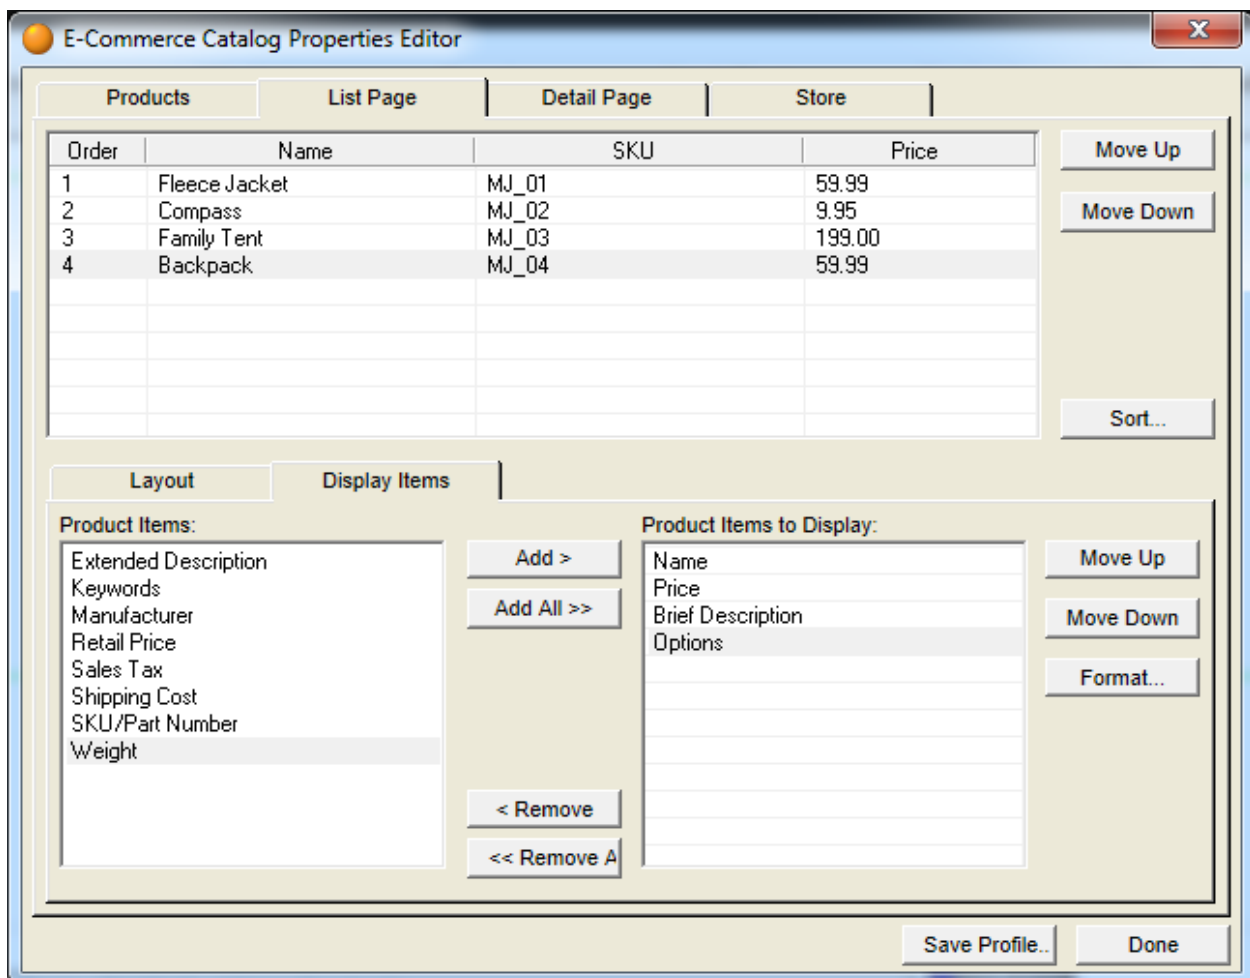 E-Commerce Catalog Properties Editor
Products List Page Detail Page Store
Order Name SKU Price
1 Fleece Jacket MJ_01 59.99
2 Compass MJ_02 9.95
3 Family Tent MJ_03 199.00
4 Backpack MJ_04 59.99
Move Up
Move Down
Sort...
Layout Display Items
Product Items:
Extended Description
Keywords
Manufacturer
Retail Price
Sales Tax
Shipping Cost
SKU/Part Number
Weight
Add >
Add All >>
< Remove
<< Remove A
Product Items to Display:
Name
Price
Brief Description
Options
Move Up
Move Down
Format...
Save Profile.. Done